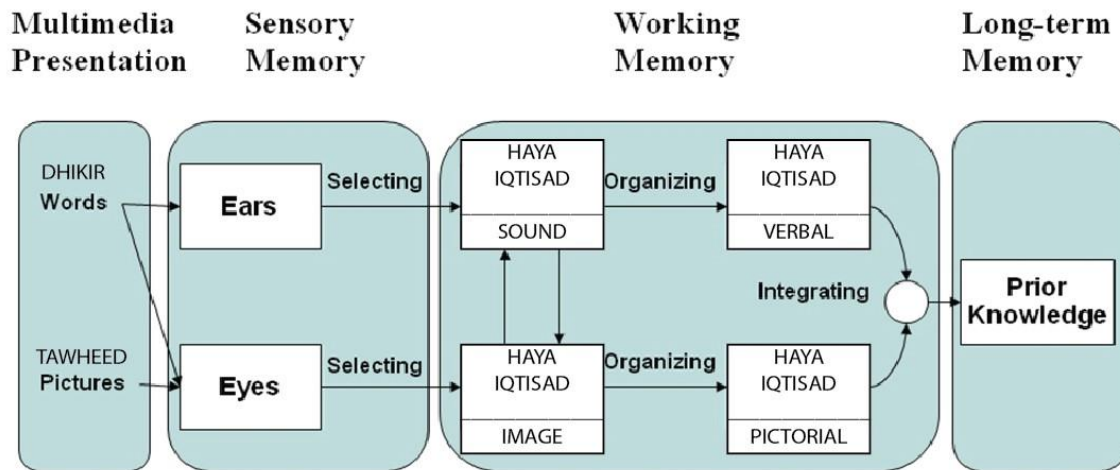 Multimedia
Presentation
Sensory
Memory
Working
Memory
Long-term
Memory
DHIKIR
Words
TAWHEED
Pictures
Ears
Eyes
Selecting
Selecting
HAYA
IQTISAD
SOUND
HAYA
IQTISAD
IMAGE
Organizing
Organizing
HAYA
IQTISAD
VERBAL
HAYA
IQTISAD
PICTORIAL
Integrating
Prior
Knowledge